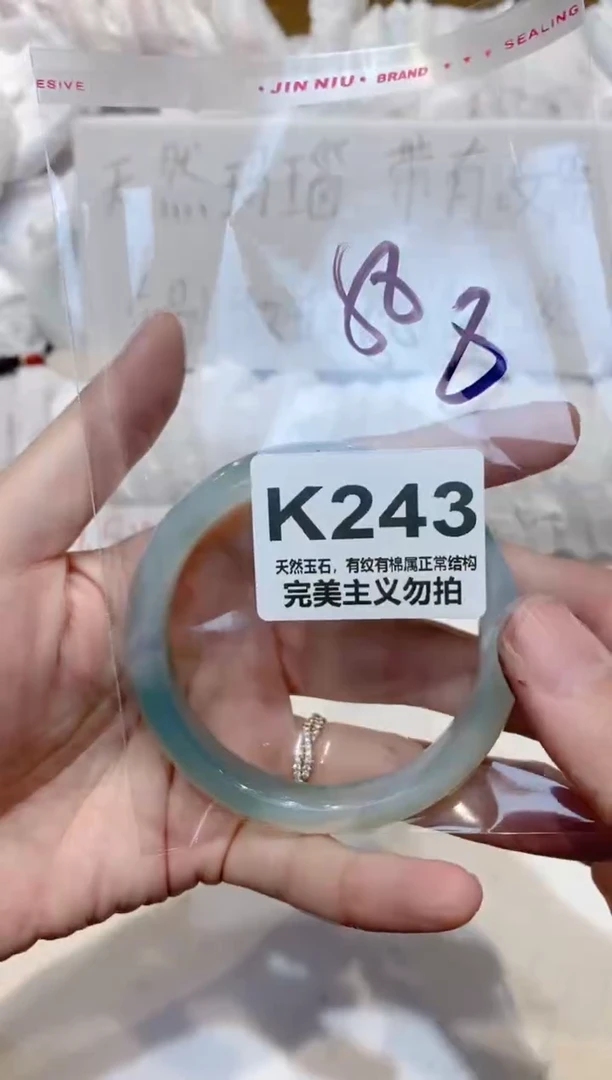 ESIVE • JIN NIU • BRAND ★ ★ ★ SEALING
天然玛瑙 带有
88 8
K243
天然玉石，有纹有棉属正常结构
完美主义勿拍